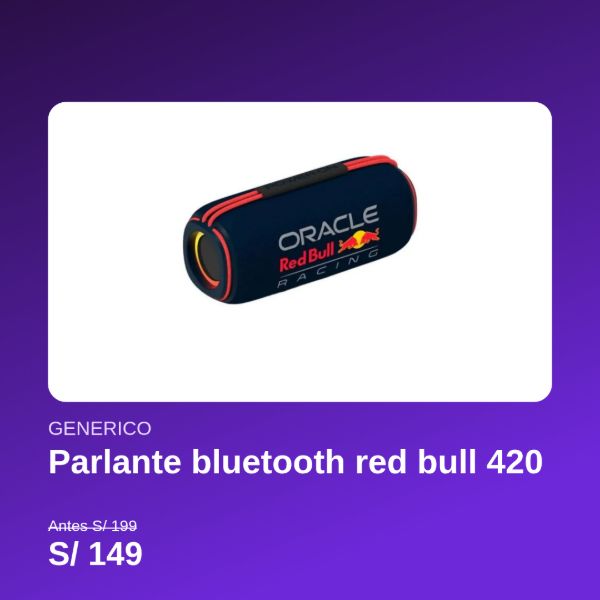 ORACLE
Red Bull
RACING
GENERICO
Parlante bluetooth red bull 420
Antes S/ 199
S/ 149